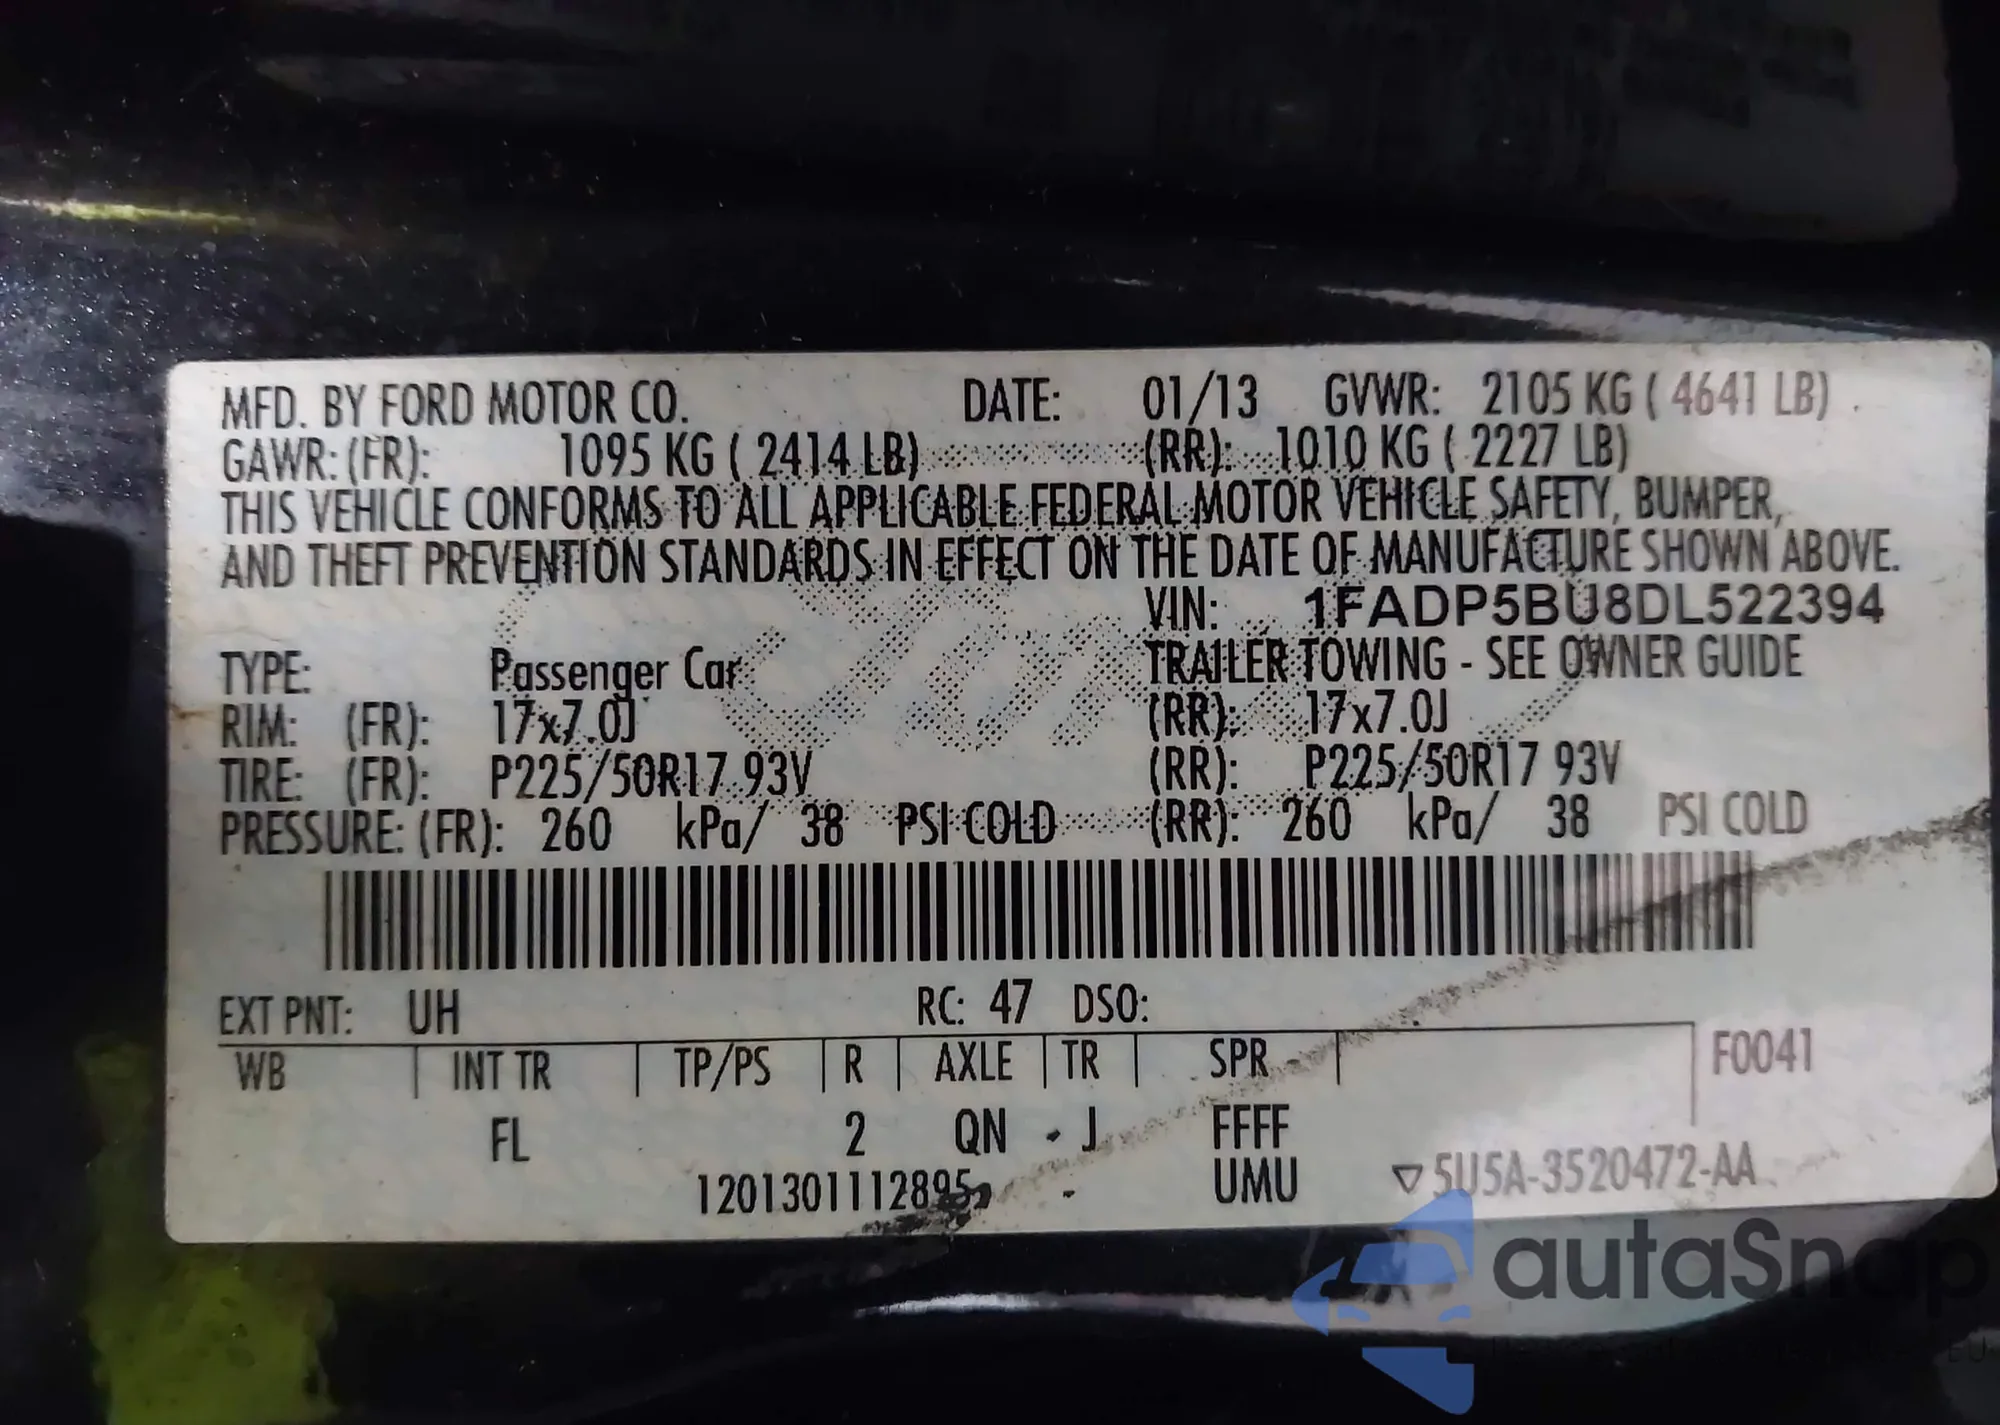 MFD. BY FORD MOTOR CO. DATE: 01/13 GVWR: 2105 KG ( 4641 LB)
GAWR: (FR): 1095 KG ( 2414 LB) (RR): 1010 KG ( 2227 LB)
THIS VEHICLE CONFORMS TO ALL APPLICABLE FEDERAL MOTOR VEHICLE SAFETY, BUMPER,
AND THEFT PREVENTION STANDARDS IN EFFECT ON THE DATE OF MANUFACTURE SHOWN ABOVE.
VIN: 1FADP5BU8DL522394
TYPE: Passenger Car TRAILER TOWING - SEE OWNER GUIDE
RIM: (FR): 17x7.0J (RR): 17x7.0J
TIRE: (FR): P225/50R17 93V (RR): P225/50R17 93V
PRESSURE: (FR): 260 kPa/ 38 PSI COLD (RR): 260 kPa/ 38 PSI COLD
EXT PNT: UH RC: 47 DSO:
WB INT TR TP/PS R AXLE TR SPR F0041
FL 2 QN - J FFFF
1201301112895 - UMU ▽5U5A-3520472-AA
autaSnap